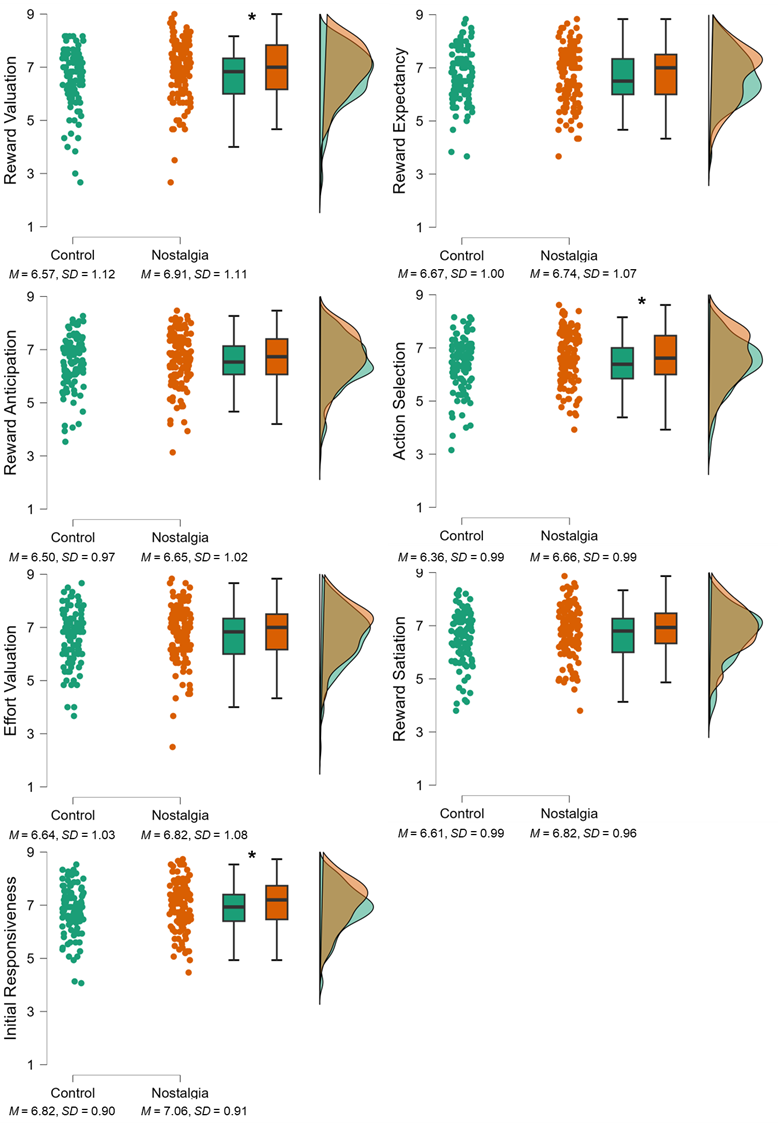 Reward Valuation
9
7
5
3
1
*
Control
Nostalgia
M = 6.57, SD = 1.12
M = 6.91, SD = 1.11
Reward Expectancy
9
7
5
3
1
Control
Nostalgia
M = 6.67, SD = 1.00
M = 6.74, SD = 1.07
Reward Anticipation
9
7
5
3
1
Control
Nostalgia
M = 6.50, SD = 0.97
M = 6.65, SD = 1.02
Action Selection
9
7
5
3
1
*
Control
Nostalgia
M = 6.36, SD = 0.99
M = 6.66, SD = 0.99
Effort Valuation
9
7
5
3
1
Control
Nostalgia
M = 6.64, SD = 1.03
M = 6.82, SD = 1.08
Reward Satiation
9
7
5
3
1
Control
Nostalgia
M = 6.61, SD = 0.99
M = 6.82, SD = 0.96
Initial Responsiveness
9
7
5
3
1
*
Control
Nostalgia
M = 6.82, SD = 0.90
M = 7.06, SD = 0.91